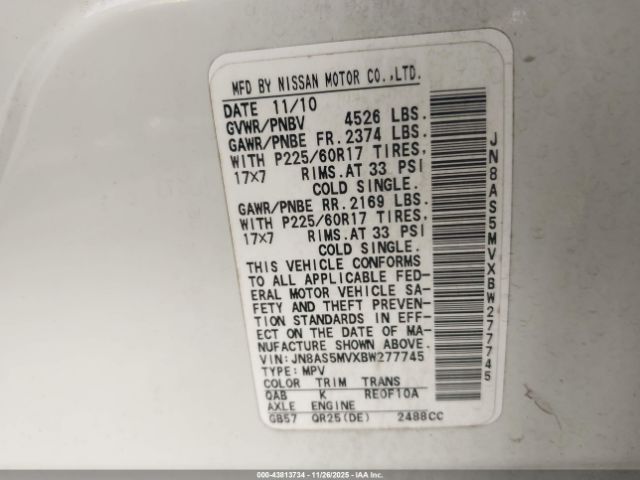 MFD BY NISSAN MOTOR CO.,LTD.
DATE 11/10
GVWR/PNBV 4526 LBS.
GAWR/PNBE FR. 2374 LBS.
WITH P225/60R17 TIRES,
17X7 RIMS.AT 33 PSI
COLD SINGLE.
GAWR/PNBE RR. 2169 LBS.
WITH P225/60R17 TIRES,
17X7 RIMS.AT 33 PSI
COLD SINGLE.
THIS VEHICLE CONFORMS
TO ALL APPLICABLE FED-
ERAL MOTOR VEHICLE SA-
FETY AND THEFT PREVEN-
TION STANDARDS IN EFF-
ECT ON THE DATE OF MA-
NUFACTURE SHOWN ABOVE.
VIN: JN8AS5MVXBW277745
TYPE: MPV
COLOR TRIM TRANS
QAB K RE0F10A
AXLE ENGINE
GB57 QR25(DE) 2488CC
JN8AS5MVXBW277745
000-43813734 - 11/26/2025 - IAAI.COM